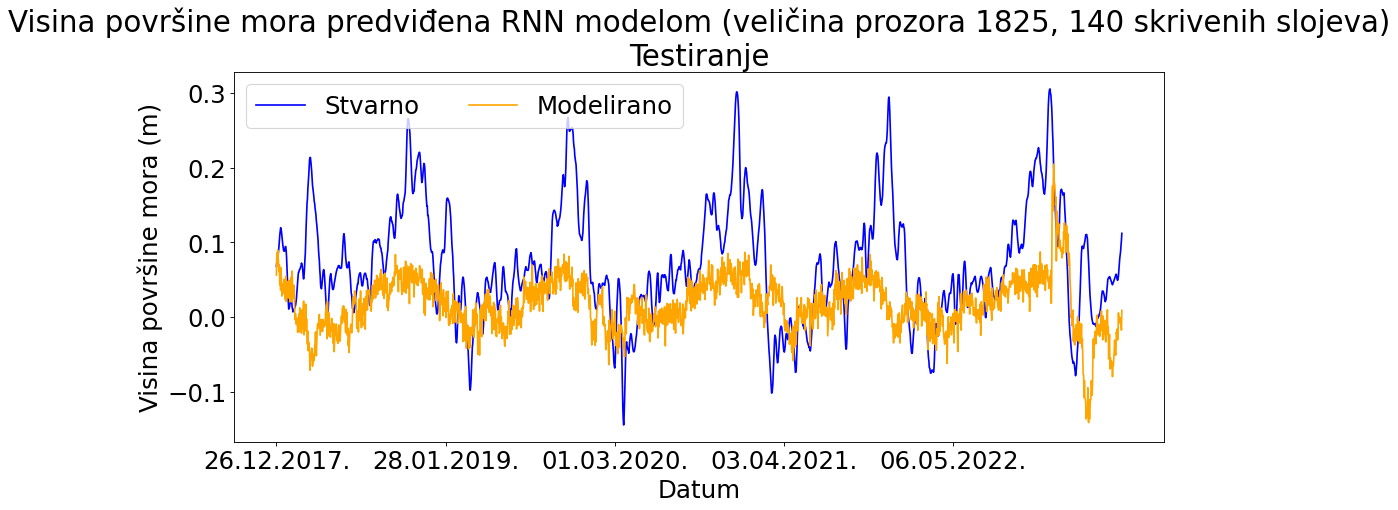 Visina površine mora predviđena RNN modelom (veličina prozora 1825, 140 skrivenih slojeva)
Testiranje
Stvarno Modelirano
Visina površine mora (m)
0.3
0.2
0.1
0.0
−0.1
26.12.2017. 28.01.2019. 01.03.2020. 03.04.2021. 06.05.2022.
Datum